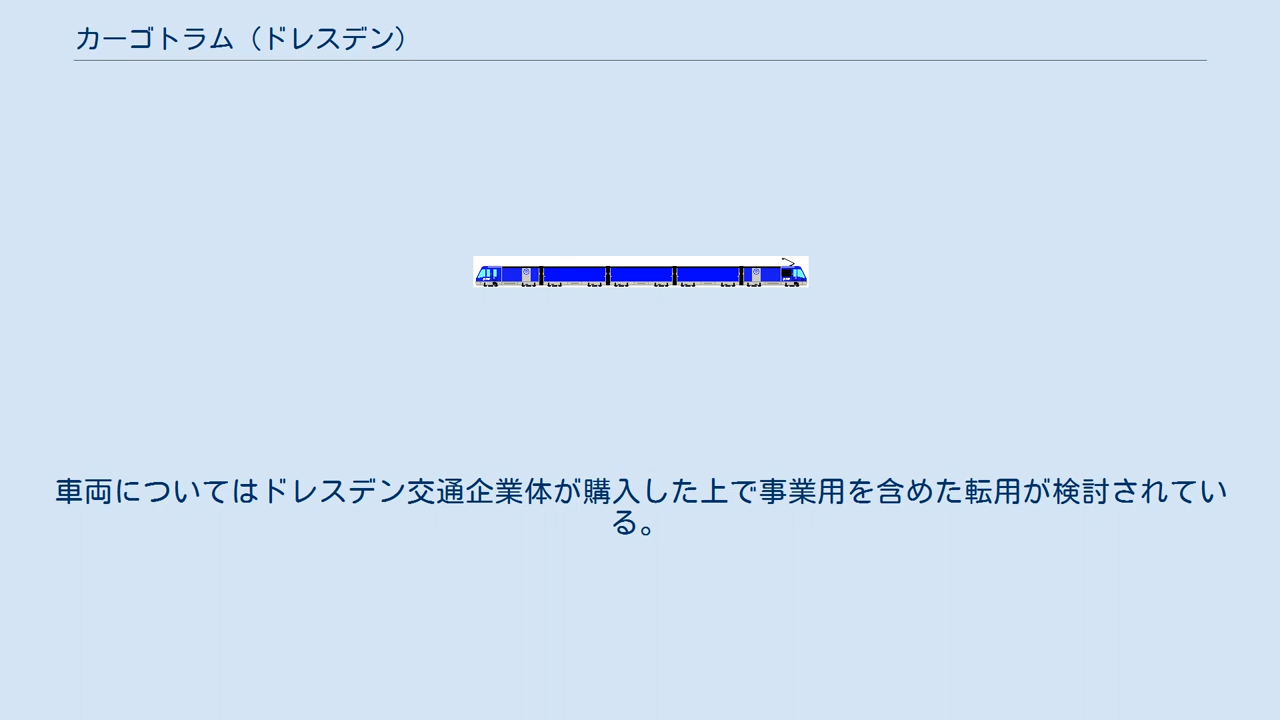 カーゴトラム（ドレスデン）
車両についてはドレスデン交通企業体が購入した上で事業用を含めた転用が検討されてい
る。